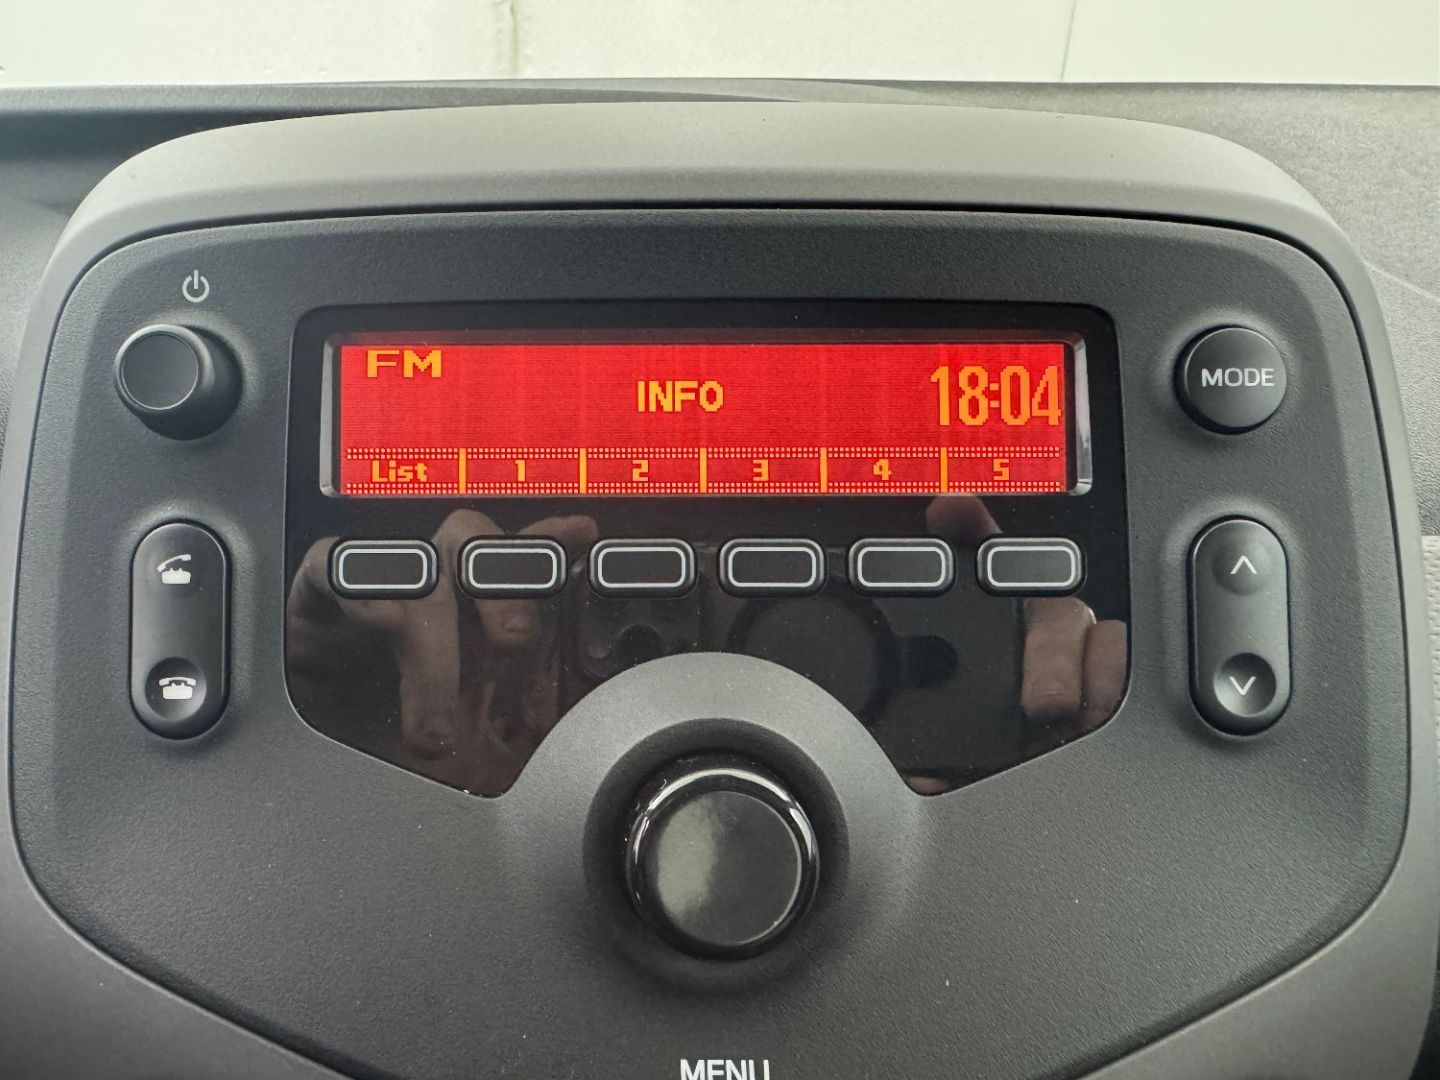 FM
INFO
18:04
MODE
List 1 2 3 4 5
MENU